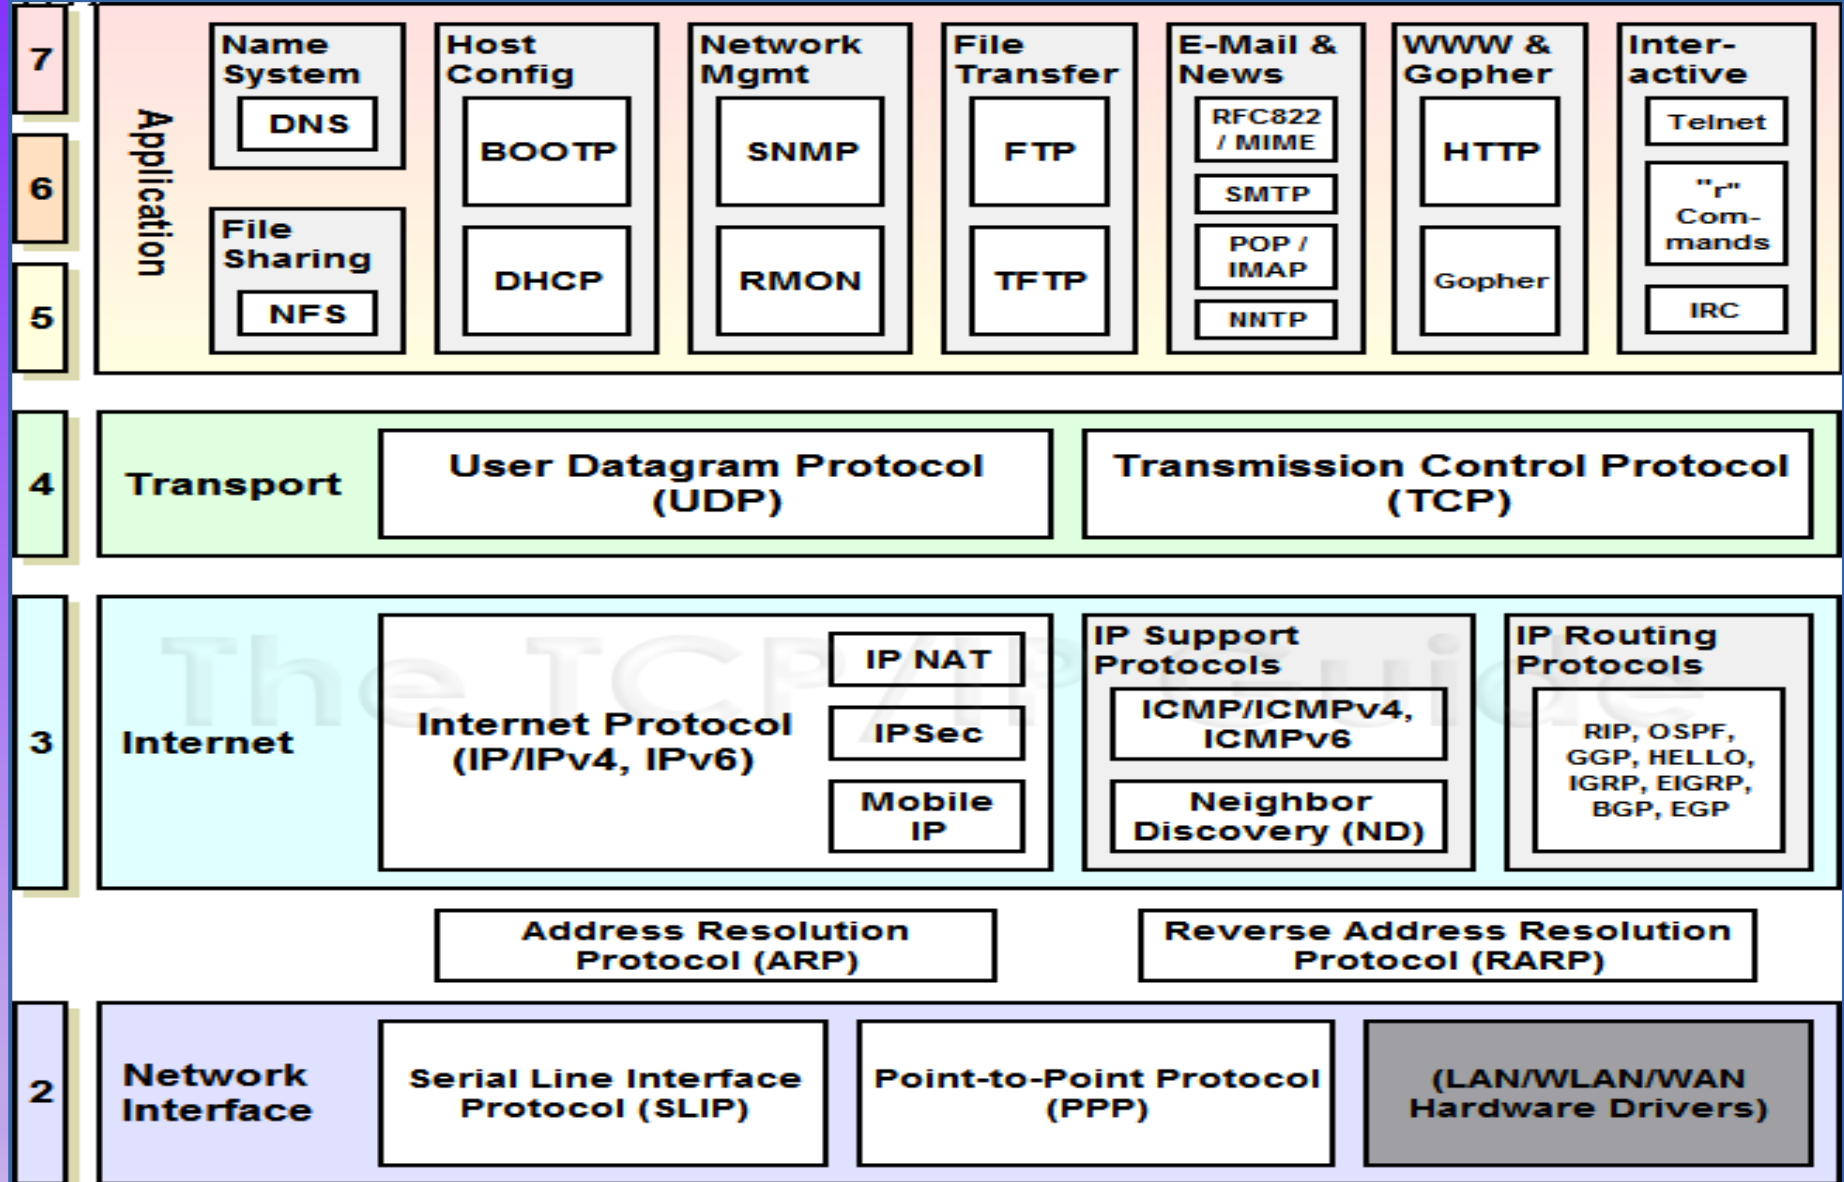 7
6
5
Application
Name
System
DNS
File
Sharing
NFS
Host
Config
BOOTP
DHCP
Network
Mgmt
SNMP
RMON
File
Transfer
FTP
TFTP
E-Mail &
News
RFC822
/ MIME
SMTP
POP /
IMAP
NNTP
WWW &
Gopher
HTTP
Gopher
Inter-
active
Telnet
"r"
Com-
mands
IRC
4
Transport
User Datagram Protocol
(UDP)
Transmission Control Protocol
(TCP)
3
Internet
The TCP/IP Guide
Internet Protocol
(IP/IPv4, IPv6)
IP NAT
IPSec
Mobile
IP
IP Support
Protocols
ICMP/ICMPv4,
ICMPv6
Neighbor
Discovery (ND)
IP Routing
Protocols
RIP, OSPF,
GGP, HELLO,
IGRP, EIGRP,
BGP, EGP
Address Resolution
Protocol (ARP)
Reverse Address Resolution
Protocol (RARP)
2
Network
Interface
Serial Line Interface
Protocol (SLIP)
Point-to-Point Protocol
(PPP)
(LAN/WLAN/WAN
Hardware Drivers)